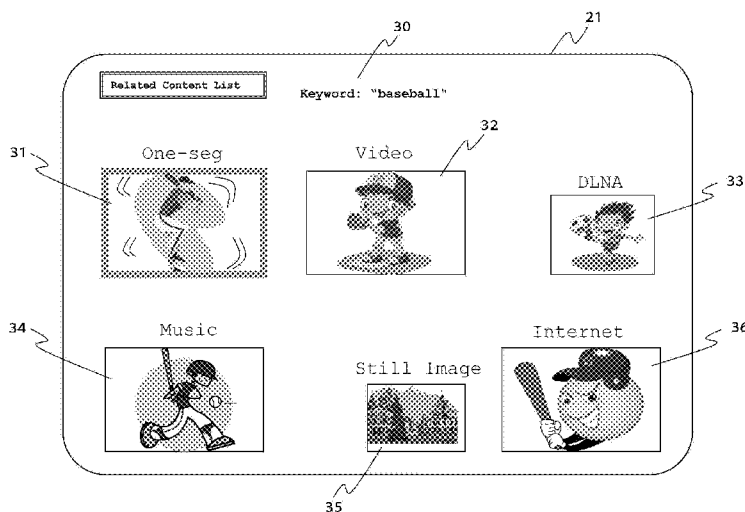 30
21
Related Content List
Keyword: "baseball"
32
31
One-seg
Video
DLNA
33
34
Music
Internet
36
Still Image
35